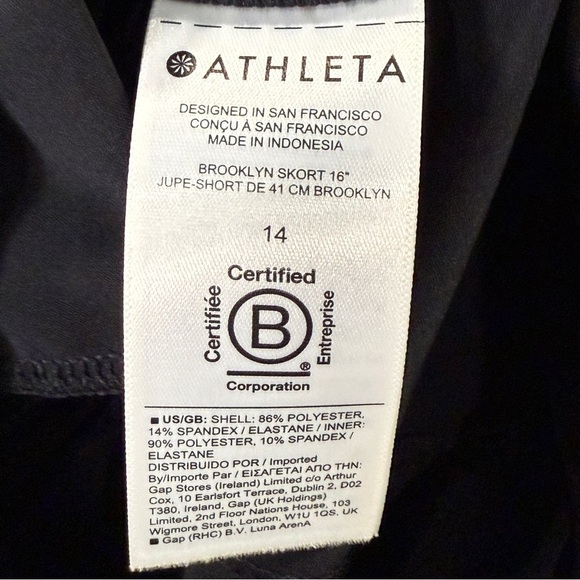 ATHLETA
DESIGNED IN SAN FRANCISCO
CONÇU À SAN FRANCISCO
MADE IN INDONESIA
BROOKLYN SKORT 16"
JUPE-SHORT DE 41 CM BROOKLYN
14
Certified
Certifiée
B
®
Entreprise
Corporation
■ US/GB: SHELL: 86% POLYESTER,
14% SPANDEX / ELASTANE / INNER:
90% POLYESTER, 10% SPANDEX /
ELASTANE
DISTRIBUIDO POR / Imported
By/Importe Par / ΕΙΣΑΓΕΤΑΙ ΑΠΟ ΤΗΝ:
Gap Stores (Ireland) Limited c/o Arthur
Cox, 10 Earlsfort Terrace, Dublin 2, D02
T380, Ireland, Gap (UK Holdings)
Limited, 2nd Floor Nations House, 103
Wigmore Street, London, W1U 1QS, UK
■ Gap (RHC) B.V. Luna ArenA